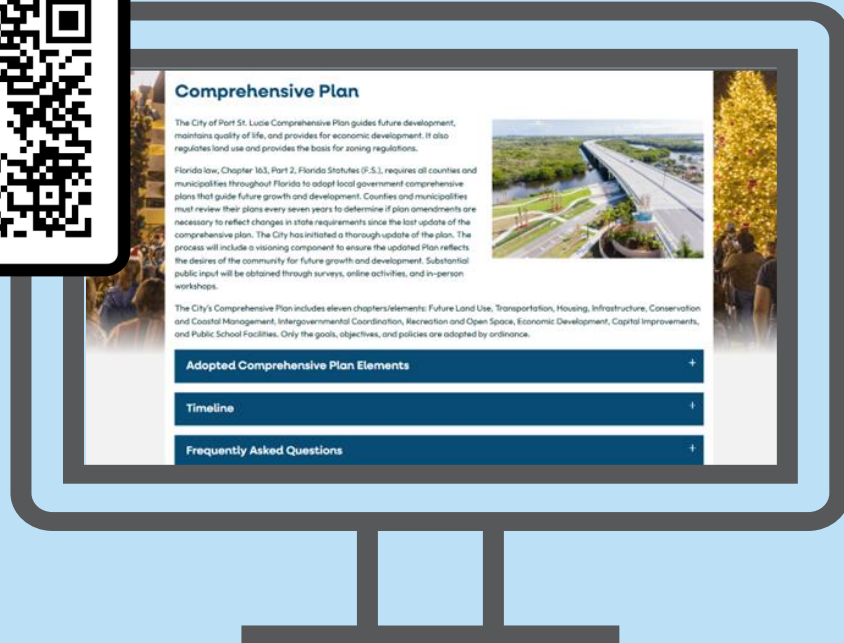 Comprehensive Plan
The City of Port St. Lucie Comprehensive Plan guides future development,
maintains quality of life, and provides for economic development. It also
regulates land use and provides the basis for zoning regulations.
Florida law, Chapter 163, Part 2, Florida Statutes (F.S.), requires all counties and
municipalities throughout Florida to adopt local government comprehensive
plans that guide future growth and development. Counties and municipalities
must review their plans every seven years to determine if plan amendments are
necessary to reflect changes in state requirements since the last update of the
comprehensive plan. The City has initiated a thorough update of the plan. The
process will include a visioning component to ensure the updated Plan reflects
the desires of the community for future growth and development. Substantial
public input will be obtained through surveys, online activities, and in-person
workshops.
The City's Comprehensive Plan includes eleven chapters/elements: Future Land Use, Transportation, Housing, Infrastructure, Conservation
and Coastal Management, Intergovernmental Coordination, Recreation and Open Space, Economic Development, Capital Improvements,
and Public School Facilities. Only the goals, objectives, and policies are adopted by ordinance.
Adopted Comprehensive Plan Elements +
Timeline +
Frequently Asked Questions +